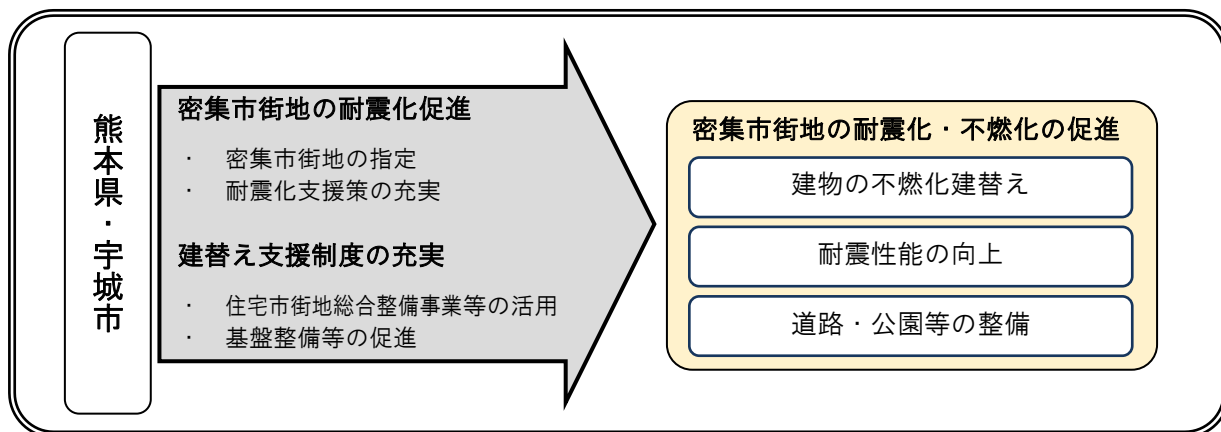 熊本県・宇城市
密集市街地の耐震化促進
・ 密集市街地の指定
・ 耐震化支援策の充実
建替え支援制度の充実
・ 住宅市街地総合整備事業等の活用
・ 基盤整備等の促進
密集市街地の耐震化・不燃化の促進
建物の不燃化建替え
耐震性能の向上
道路・公園等の整備